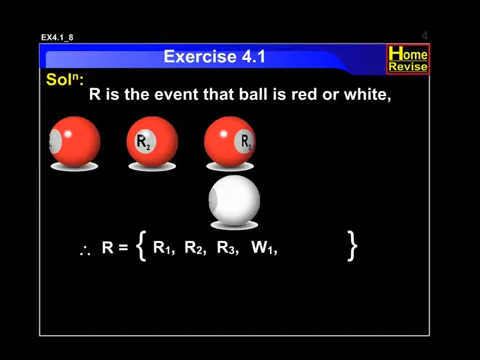 EX4.1_8
4
Exercise 4.1
Home
Revise
Solⁿ:
R is the event that ball is red or white,
R₂ R₃
∴ R = { R₁, R₂, R₃, W₁, }